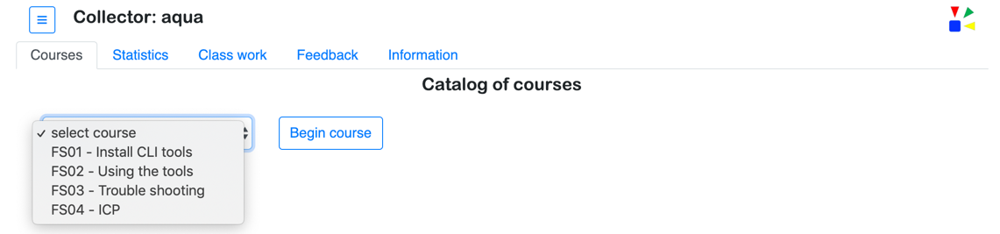 Collector: aqua
Courses Statistics Class work Feedback Information
Catalog of courses
select course
Begin course
FS01 - Install CLI tools
FS02 - Using the tools
FS03 - Trouble shooting
FS04 - ICP